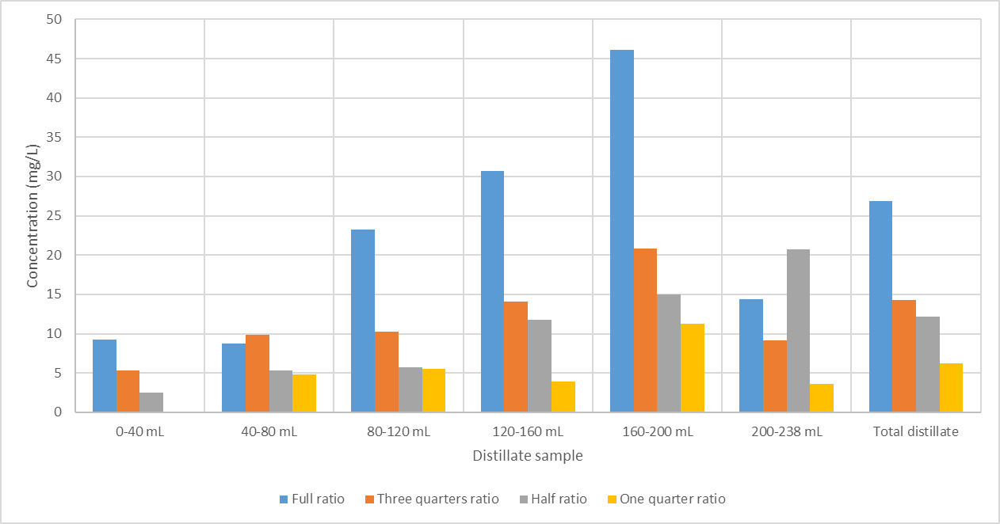 50
45
40
35
30
25
20
15
10
5
0
Concentration (mg/L)
0-40 mL 40-80 mL 80-120 mL 120-160 mL 160-200 mL 200-238 mL Total distillate
Distillate sample
Full ratio Three quarters ratio Half ratio One quarter ratio